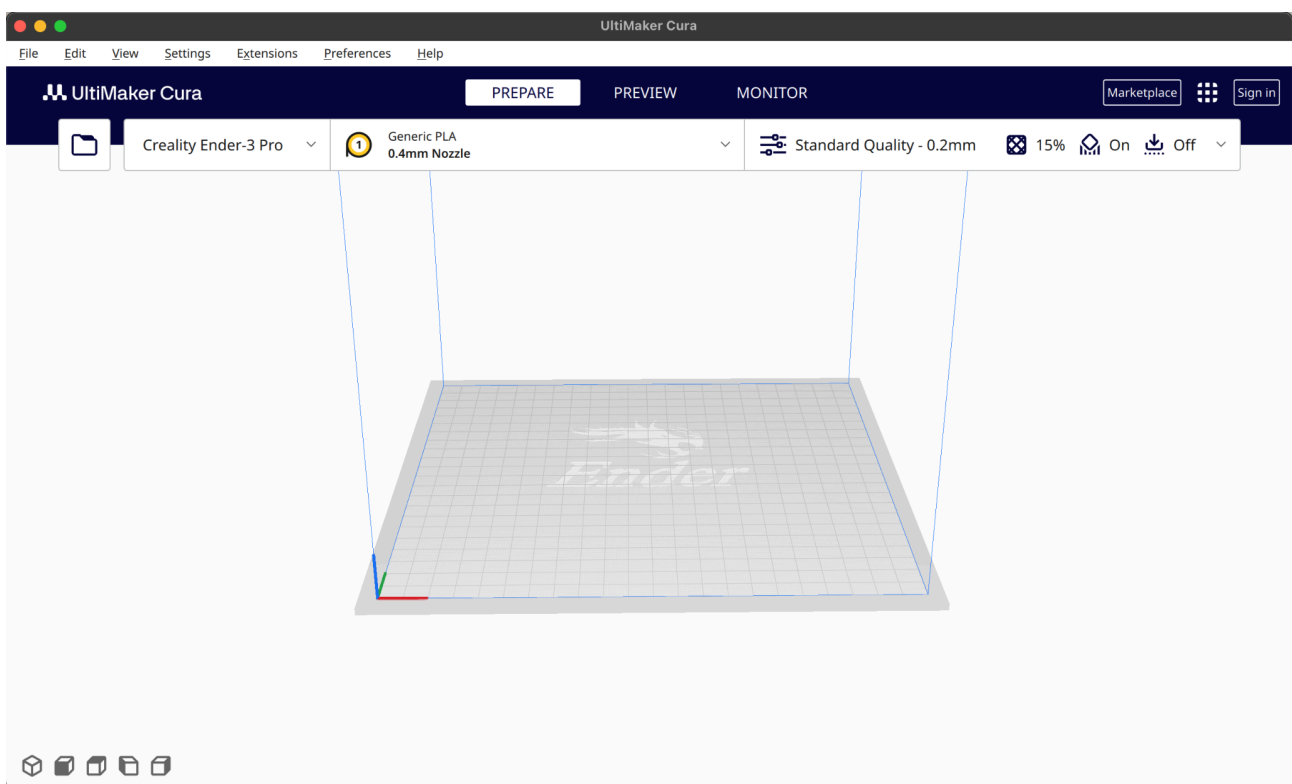 UltiMaker Cura
File Edit View Settings Extensions Preferences Help
UltiMaker Cura PREPARE PREVIEW MONITOR Marketplace Sign in
Creality Ender-3 Pro
1
Generic PLA
0.4mm Nozzle
Standard Quality - 0.2mm 15% On Off
Ender